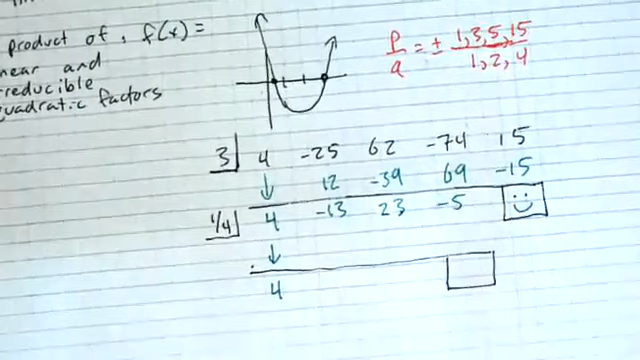 product of, f(x) =
near and
reducible
quadratic factors
p/q = ± 1, 3, 5, 15 / 1, 2, 4
3 | 4 -25 62 -74 15
↓ 12 -39 69 -15
1/4 | 4 -13 23 -5
↓
4